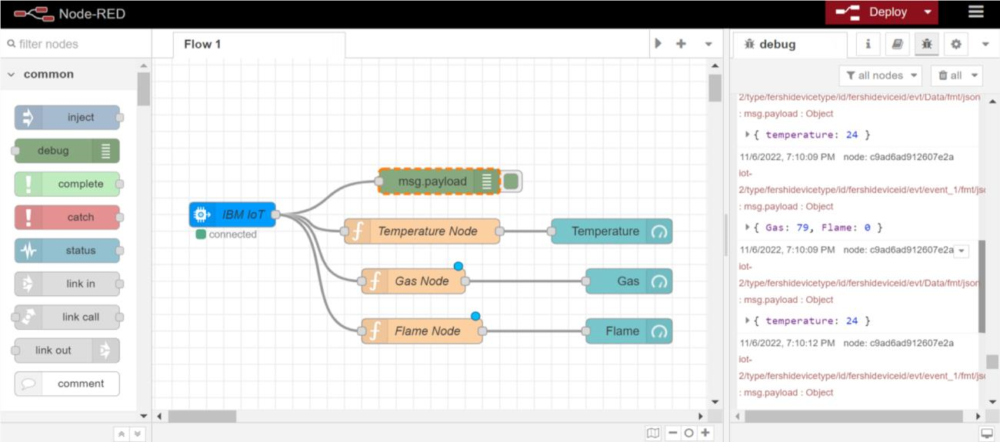 Node-RED
Deploy
filter nodes
Flow 1
debug
i
common
all nodes
all
inject
debug
complete
catch
status
link in
link call
link out
comment
msg.payload
IBM IoT
connected
Temperature Node
Temperature
Gas Node
Gas
Flame Node
Flame
2/type/fershidevicetype/id/fershideviceid/evt/Data/fmt/json
: msg.payload : Object
{ temperature: 24 }
11/6/2022, 7:10:09 PM node: c9ad6ad912607e2a
iot-
2/type/fershidevicetype/id/fershideviceid/evt/event_1/fmt/jso
: msg.payload : Object
{ Gas: 79, Flame: 0 }
11/6/2022, 7:10:09 PM node: c9ad6ad912607e2a
iot-
2/type/fershidevicetype/id/fershideviceid/evt/Data/fmt/json
: msg.payload : Object
{ temperature: 24 }
11/6/2022, 7:10:12 PM node: c9ad6ad912607e2a
iot-
2/type/fershidevicetype/id/fershideviceid/evt/event_1/fmt/jso
: msg.payload : Object